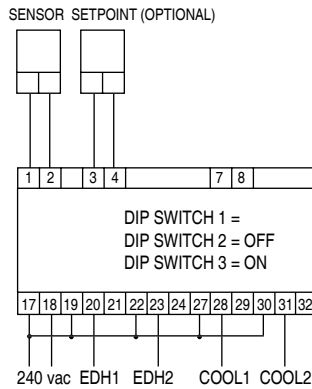 SENSOR SETPOINT (OPTIONAL)
1 2 3 4 7 8
DIP SWITCH 1 =
DIP SWITCH 2 = OFF
DIP SWITCH 3 = ON
17 18 19 20 21 22 23 24 27 28 29 30 31 32
240 vac EDH1 EDH2 COOL1 COOL2